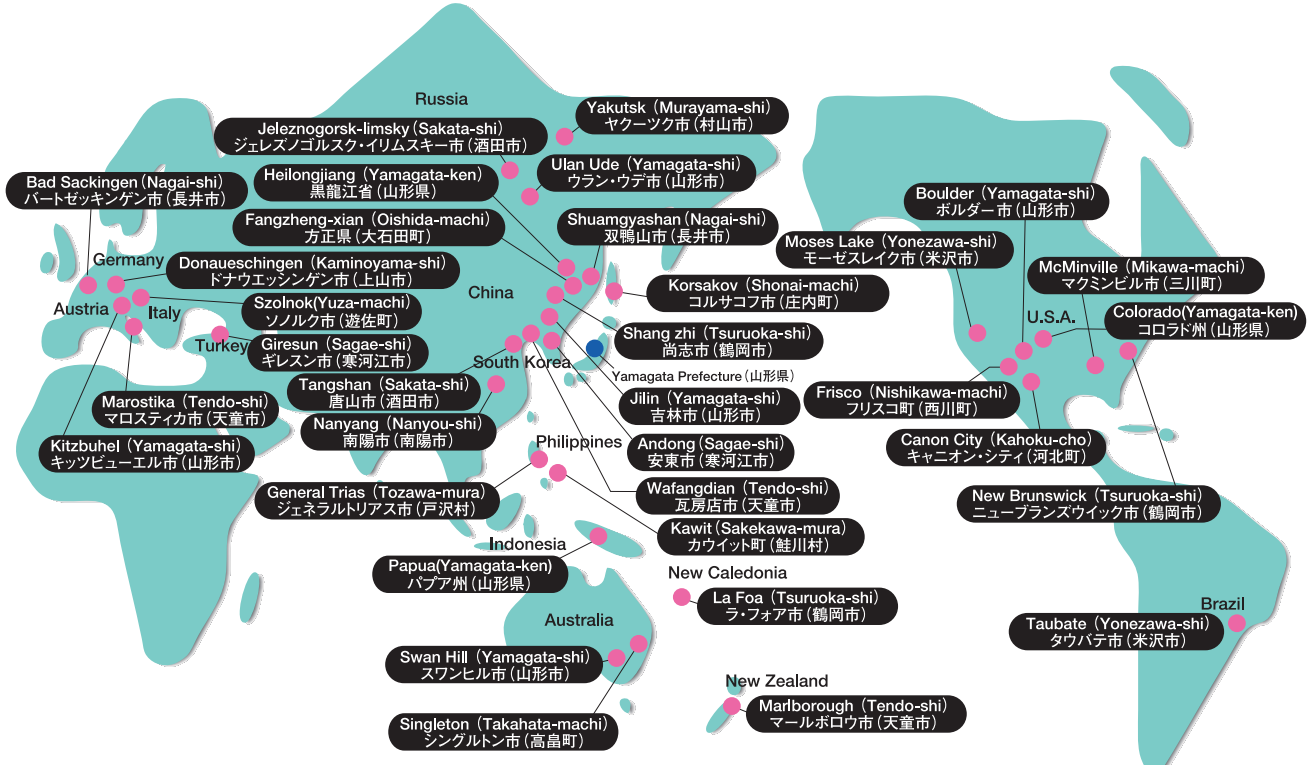 Russia
Yakutsk (Murayama-shi)
ヤクーツク市(村山市)
Jeleznogorsk-limsky (Sakata-shi)
ジェレズノゴルスク・イリムスキー市(酒田市)
Ulan Ude (Yamagata-shi)
ウラン・ウデ市(山形市)
Heilongjiang (Yamagata-ken)
黒龍江省(山形県)
Bad Sackingen (Nagai-shi)
バートゼッキンゲン市(長井市)
Fangzheng-xian (Oishida-machi)
方正県(大石田町)
Shuamgyashan (Nagai-shi)
双鴨山市(長井市)
Boulder (Yamagata-shi)
ボルダー市(山形市)
Moses Lake (Yonezawa-shi)
モーゼスレイク市(米沢市)
McMinville (Mikawa-machi)
マクミンビル市(三川町)
Germany
Donaueschingen (Kaminoyama-shi)
ドナウエッシンゲン市(上山市)
Korsakov (Shonai-machi)
コルサコフ市(庄内町)
China
Austria
Italy
Szolnok(Yuza-machi)
ソノルク市(遊佐町)
U.S.A.
Colorado(Yamagata-ken)
コロラド州(山形県)
Shang zhi (Tsuruoka-shi)
尚志市(鶴岡市)
Turkey
Giresun (Sagae-shi)
ギレスン市(寒河江市)
South Korea
Yamagata Prefecture(山形県)
Tangshan (Sakata-shi)
唐山市(酒田市)
Jilin (Yamagata-shi)
吉林市(山形市)
Frisco (Nishikawa-machi)
フリスコ町(西川町)
Marostika (Tendo-shi)
マロスティカ市(天童市)
Nanyang (Nanyou-shi)
南陽市(南陽市)
Philippines
Andong (Sagae-shi)
安東市(寒河江市)
Canon City (Kahoku-cho)
キャニオン・シティ(河北町)
Kitzbuhel (Yamagata-shi)
キッツビューエル市(山形市)
General Trias (Tozawa-mura)
ジェネラルトリアス市(戸沢村)
Wafangdian (Tendo-shi)
瓦房店市(天童市)
New Brunswick (Tsuruoka-shi)
ニューブランズウイック市(鶴岡市)
Kawit (Sakekawa-mura)
カウイット町(鮭川村)
Indonesia
Papua(Yamagata-ken)
パプア州(山形県)
New Caledonia
La Foa (Tsuruoka-shi)
ラ・フォア市(鶴岡市)
Australia
Brazil
Taubate (Yonezawa-shi)
タウバテ市(米沢市)
Swan Hill (Yamagata-shi)
スワンヒル市(山形市)
New Zealand
Marlborough (Tendo-shi)
マールボロウ市(天童市)
Singleton (Takahata-machi)
シングルトン市(高畠町)